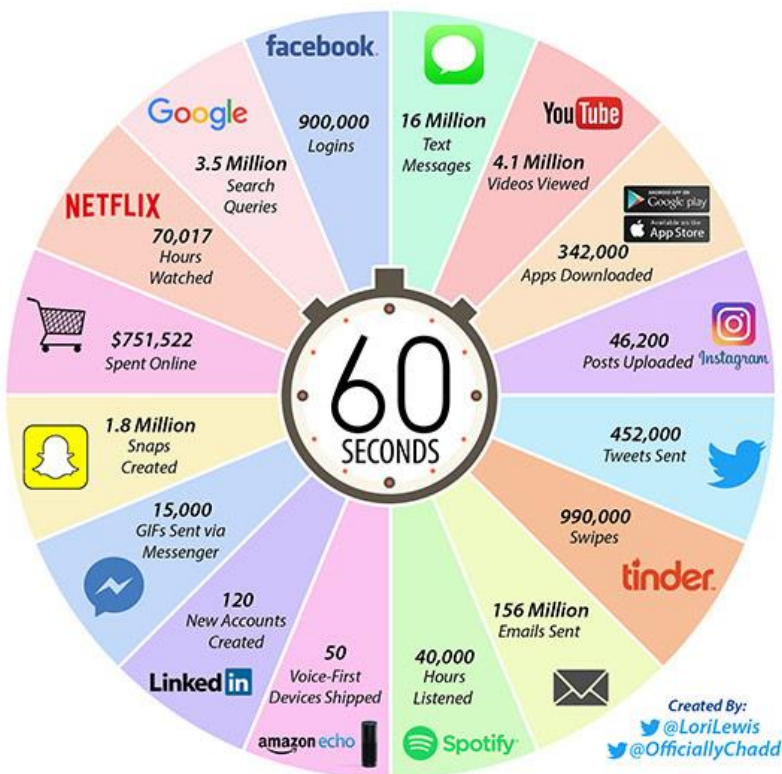 facebook
900,000
Logins
16 Million
Text
Messages
YouTube
4.1 Million
Videos Viewed
ANDROID APP ON
Google play
Available on the
App Store
342,000
Apps Downloaded
46,200
Posts Uploaded
Instagram
452,000
Tweets Sent
990,000
Swipes
tinder
156 Million
Emails Sent
40,000
Hours
Listened
Spotify
50
Voice-First
Devices Shipped
amazon echo
120
New Accounts
Created
Linked in
15,000
GIFs Sent via
Messenger
1.8 Million
Snaps
Created
$751,522
Spent Online
NETFLIX
70,017
Hours
Watched
Google
3.5 Million
Search
Queries
60
SECONDS
Created By:
@LoriLewis
@OfficiallyChadd